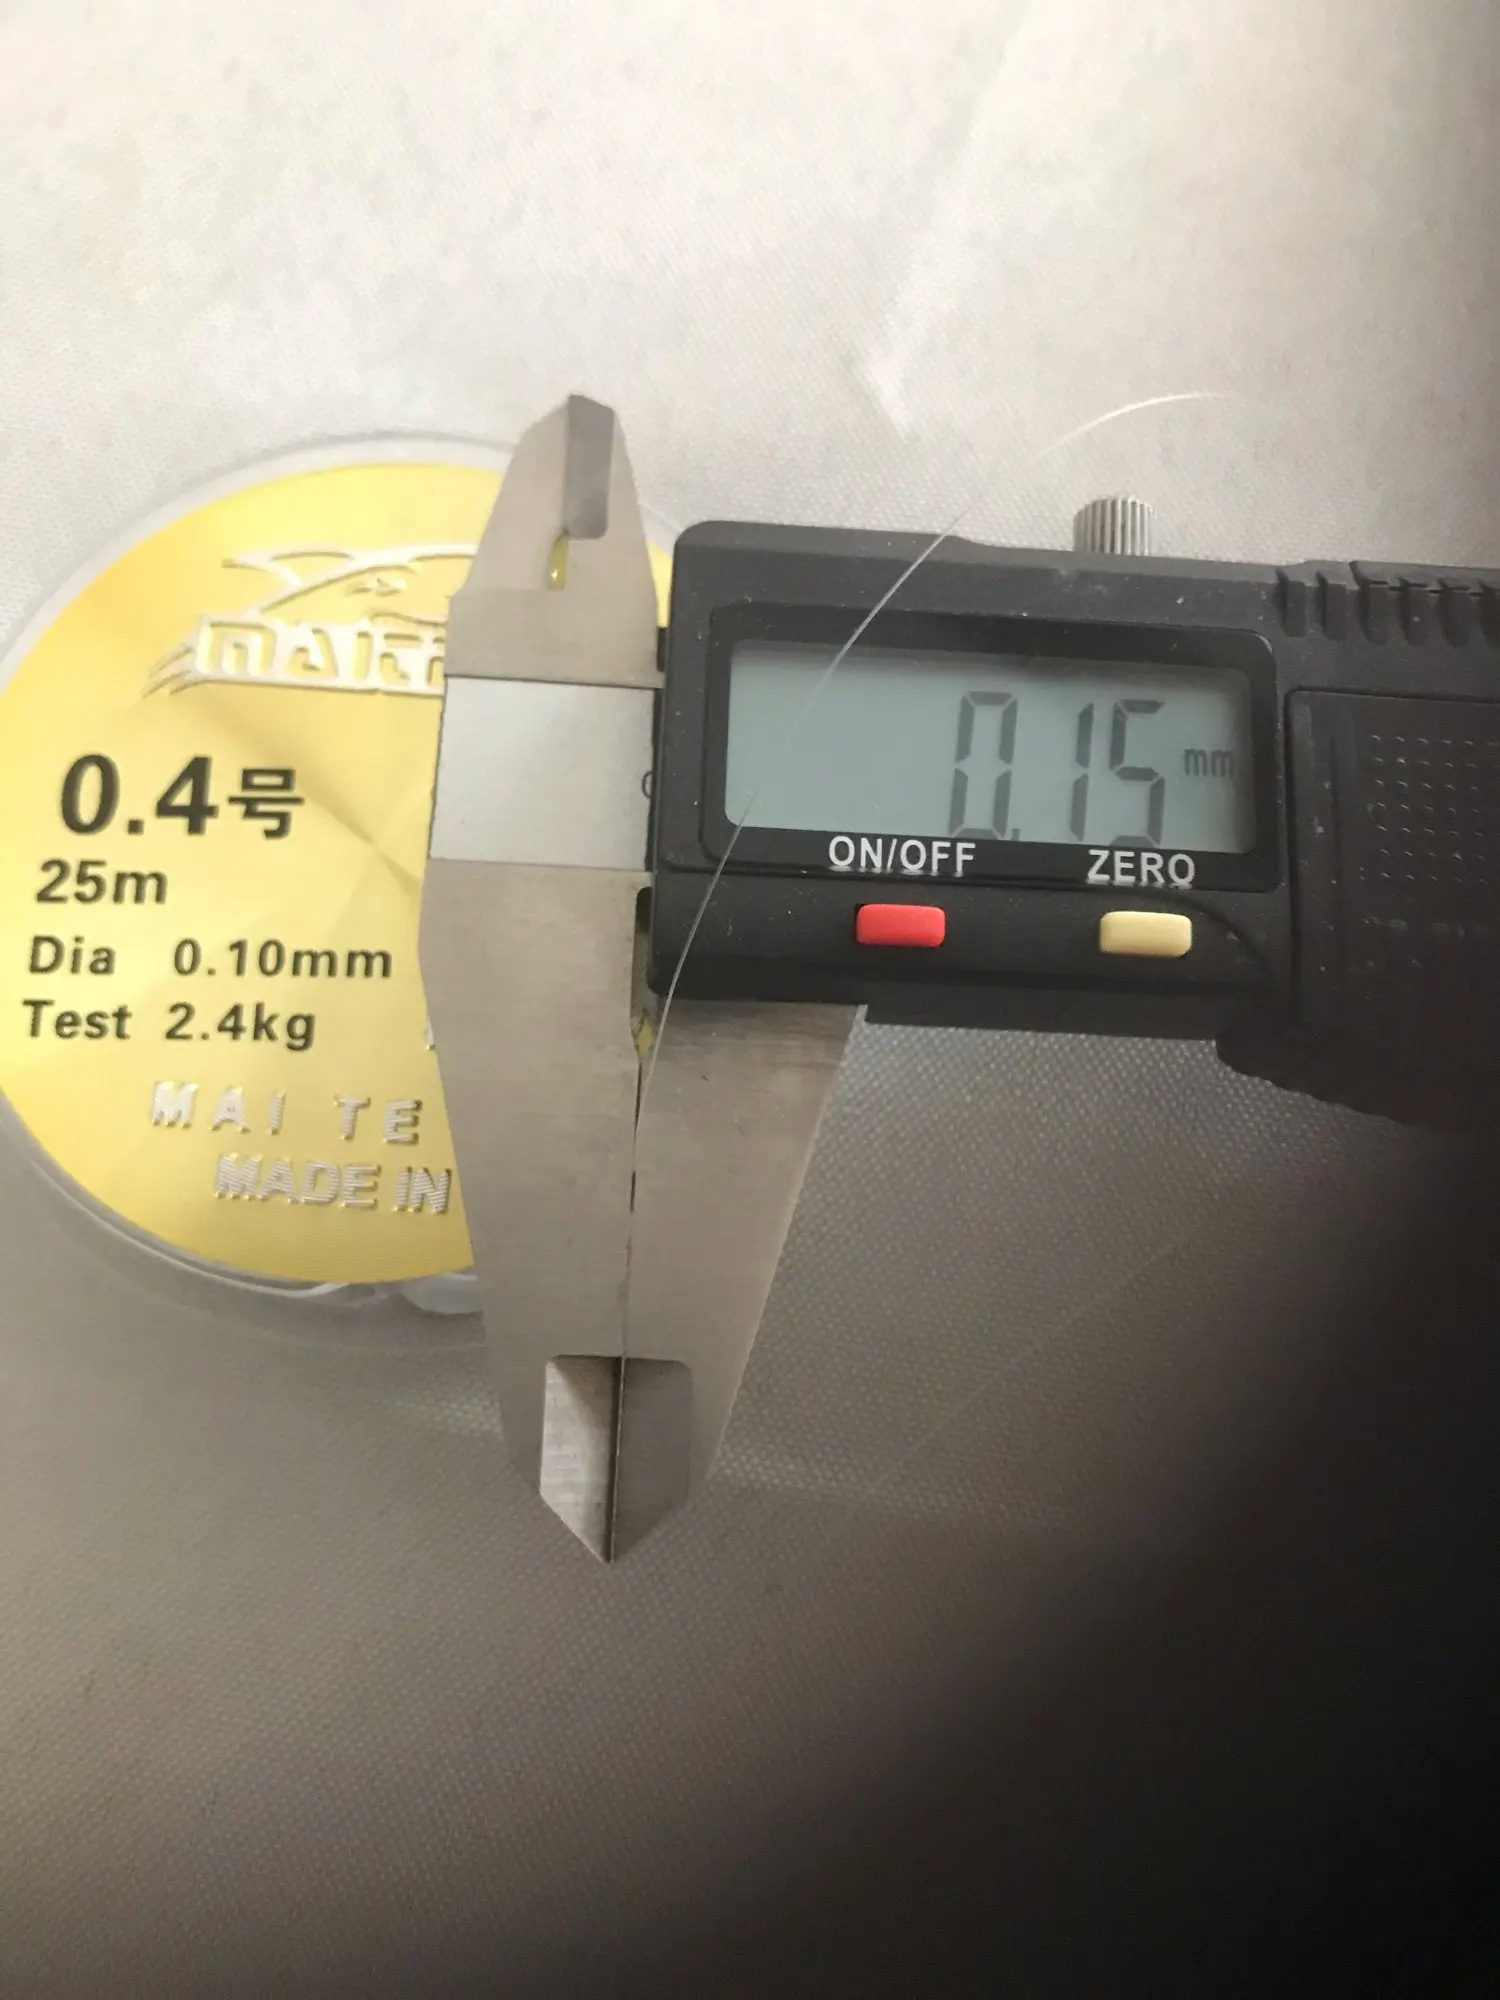 0.4号
25m
Dia 0.10mm
Test 2.4kg
MAI TE
MADE IN
0.15 mm
ON/OFF ZERO